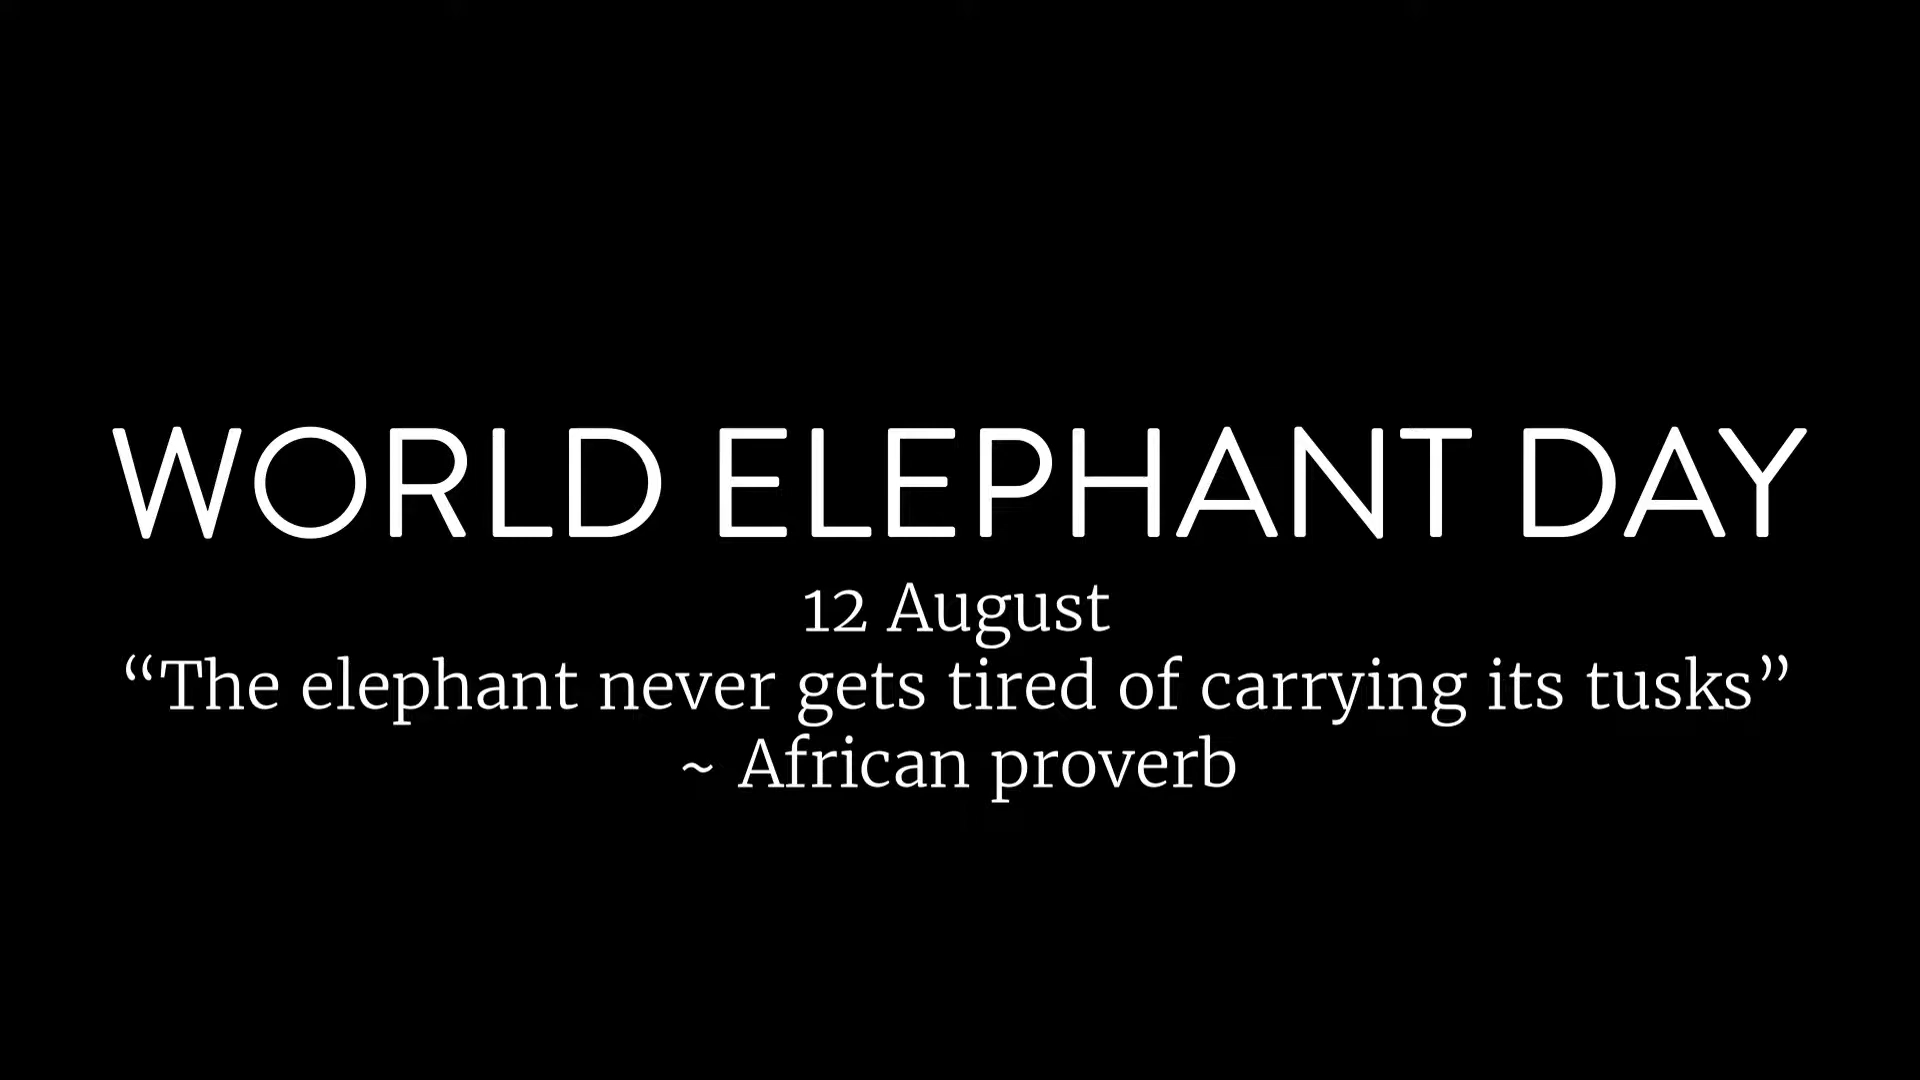 WORLD ELEPHANT DAY
12 August
“The elephant never gets tired of carrying its tusks”
~ African proverb